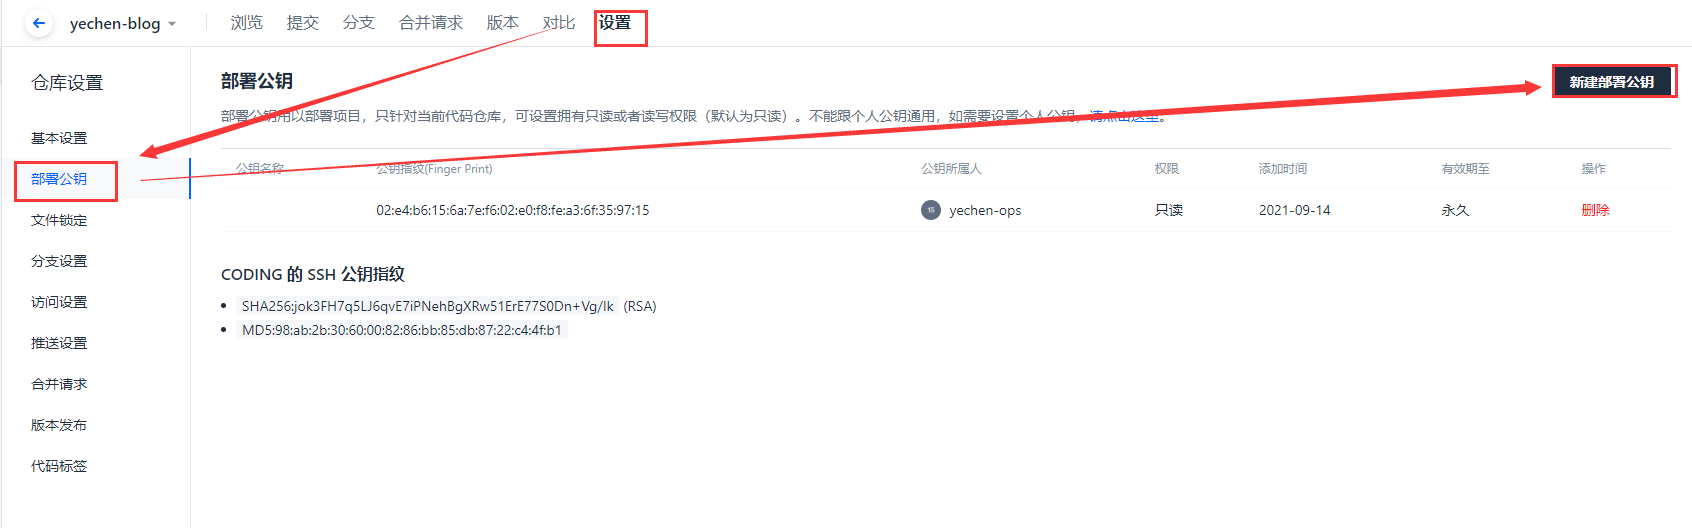 yechen-blog 浏览 提交 分支 合并请求 版本 对比 设置
仓库设置
基本设置
部署公钥
文件锁定
分支设置
访问设置
推送设置
合并请求
版本发布
代码标签
部署公钥
新建部署公钥
部署公钥用以部署项目，只针对当前代码仓库，可设置拥有只读或者读写权限（默认为只读）。不能跟个人公钥通用，如需要设置个人公钥，请点击这里。
公钥名称 公钥指纹(Finger Print) 公钥所属人 权限 添加时间 有效期至 操作
02:e4:b6:15:6a:7e:f6:02:e0:f8:fe:a3:6f:35:97:15 15 yechen-ops 只读 2021-09-14 永久 删除
CODING 的 SSH 公钥指纹
SHA256:jok3FH7q5LJ6qvE7iPNehBgXRw51ErE77S0Dn+Vg/Ik (RSA)
MD5:98:ab:2b:30:60:00:82:86:bb:85:db:87:22:c4:4f:b1